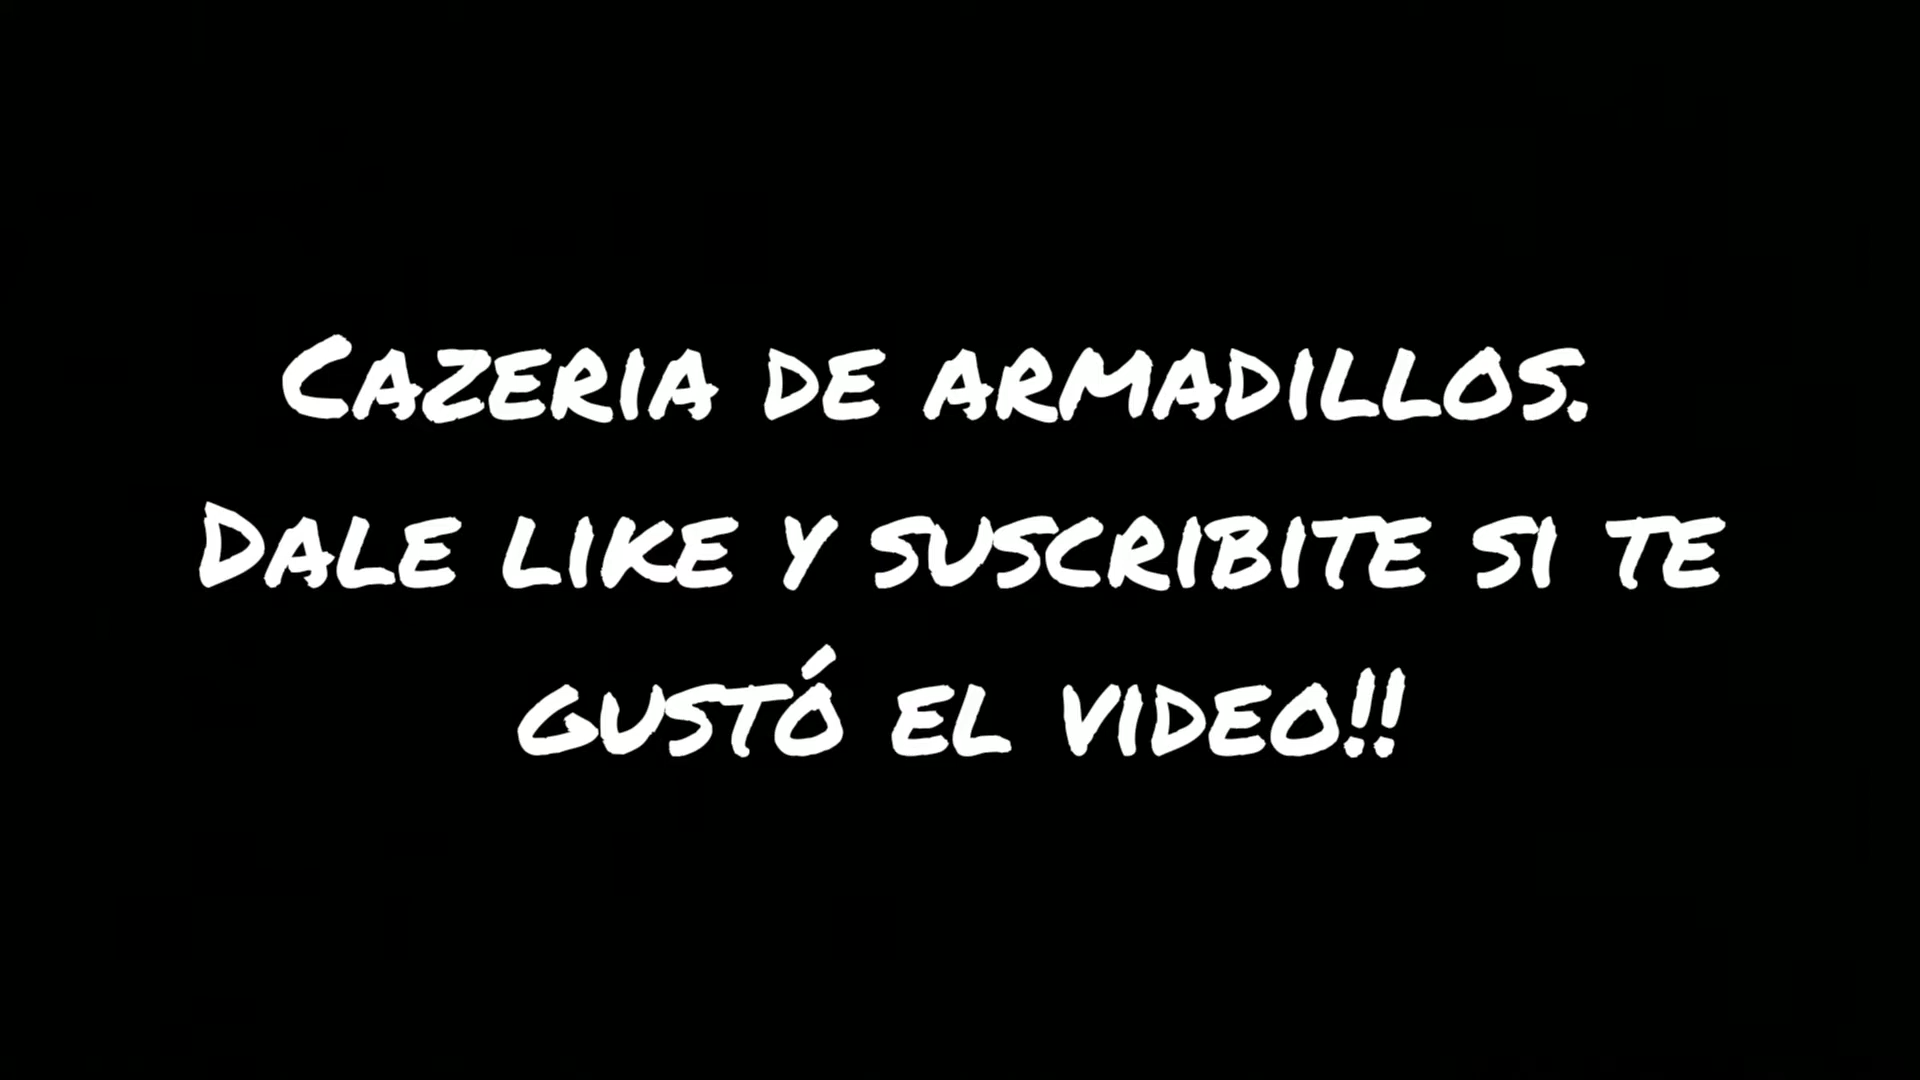 Cazeria de armadillos.
Dale like y suscribite si te
gustó el video!!